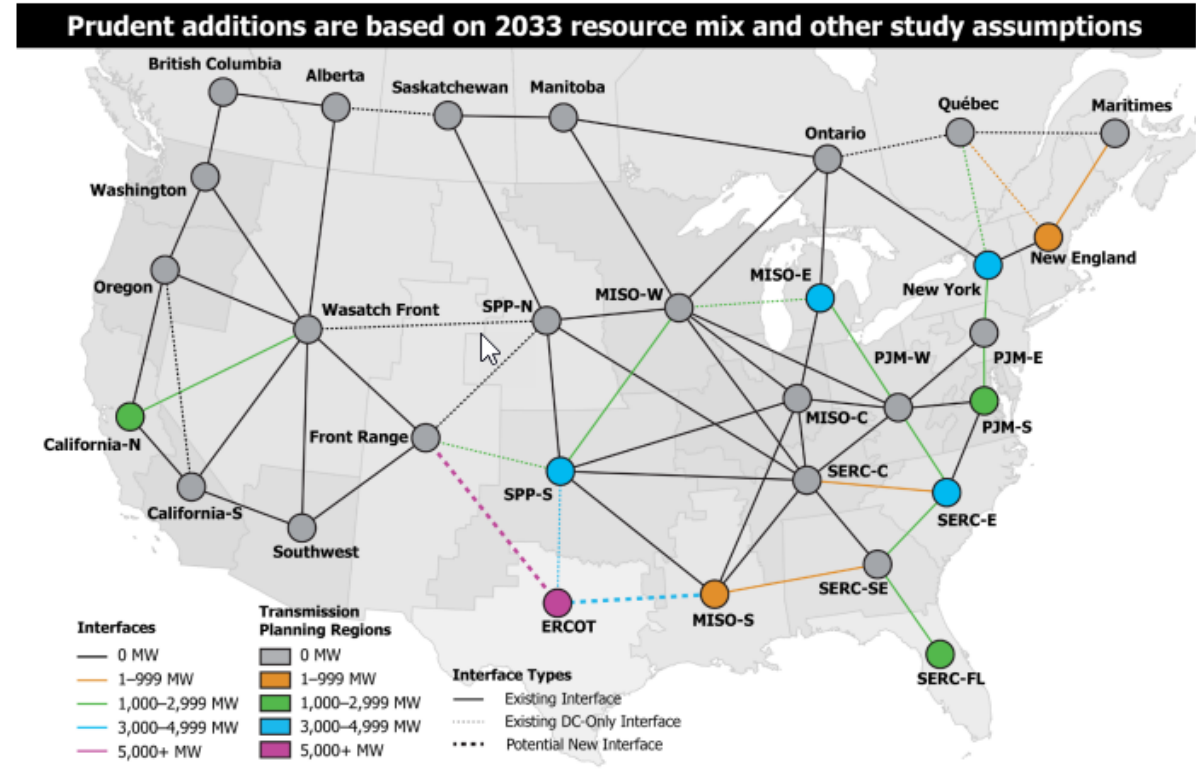 Prudent additions are based on 2033 resource mix and other study assumptions
British Columbia
Alberta
Saskatchewan
Manitoba
Québec
Maritimes
Ontario
Washington
Oregon
Wasatch Front
SPP-N
MISO-W
MISO-E
New York
New England
PJM-W
PJM-E
California-N
Front Range
MISO-C
PJM-S
SPP-S
SERC-C
California-S
SERC-E
Southwest
SERC-SE
ERCOT
MISO-S
SERC-FL
Interfaces
0 MW
1–999 MW
1,000–2,999 MW
3,000–4,999 MW
5,000+ MW
Transmission
Planning Regions
0 MW
1–999 MW
1,000–2,999 MW
3,000–4,999 MW
5,000+ MW
Interface Types
Existing Interface
Existing DC-Only Interface
Potential New Interface